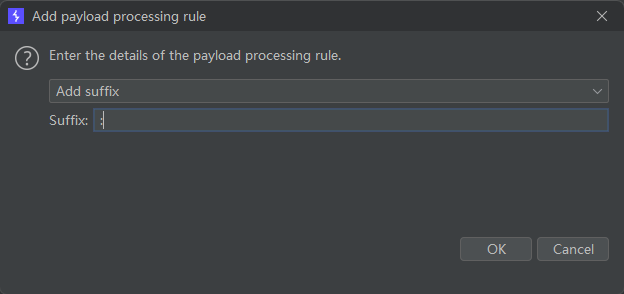 Add payload processing rule
Enter the details of the payload processing rule.
Add suffix
Suffix: :
OK Cancel